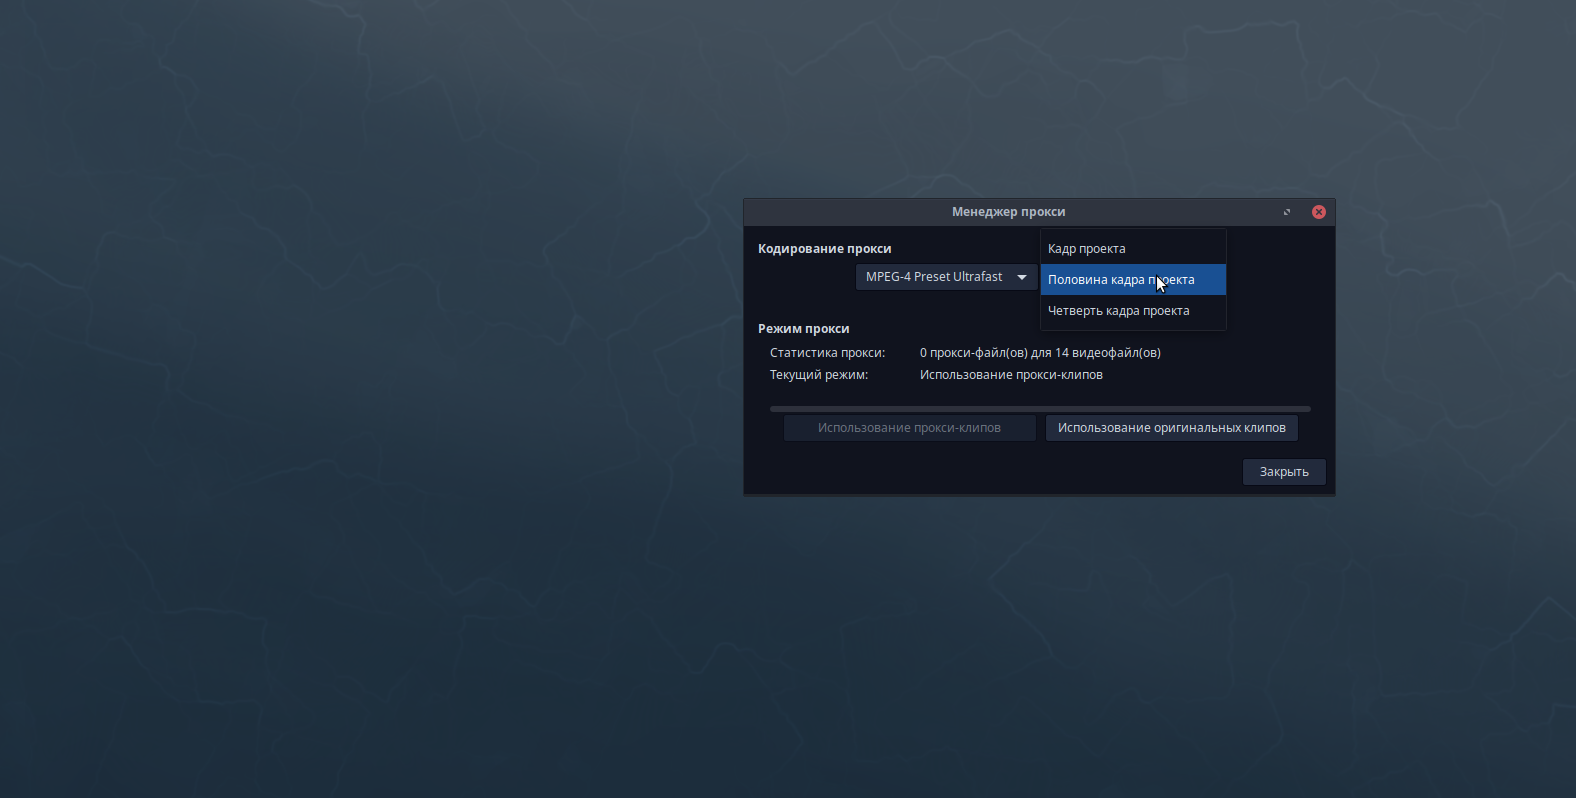 Менеджер прокси
Кодирование прокси
Кадр проекта
MPEG-4 Preset Ultrafast
Половина кадра проекта
Четверть кадра проекта
Режим прокси
Статистика прокси: 0 прокси-файл(ов) для 14 видеофайл(ов)
Текущий режим: Использование прокси-клипов
Использование прокси-клипов Использование оригинальных клипов
Закрыть